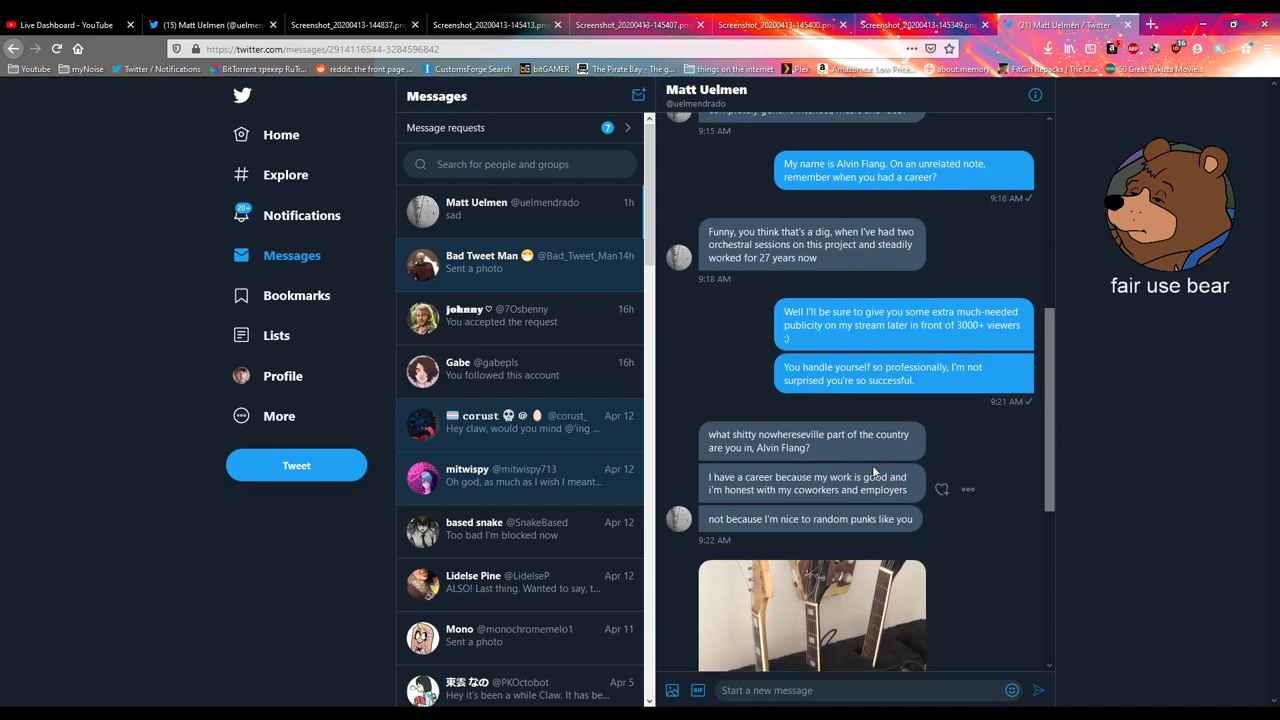 Live Dashboard - YouTube
(15) Matt Uelmen (@uelmen
Screenshot_20200413-144837.png
Screenshot_20200413-145413.png
Screenshot_20200413-145407.png
Screenshot_20200413-145400.png
Screenshot_20200413-145349.png
(21) Matt Uelmen / Twitter
https://twitter.com/messages/2914116544-3284596842
Youtube
myNoise
Twitter / Notifications
reddit: the front page ...
CustomsForge Search
bitGAMER
The Pirate Bay - The g...
things on the internet
Plex
Amazon.ca: Low Price...
about:memory
FitGirl Repacks | The O...
50 Great Yakuza Movie...
Home
Explore
20+
Notifications
Messages
Bookmarks
Lists
Profile
More
Tweet
Messages
Message requests
7
Search for people and groups
Matt Uelmen @uelmendrado 1h
sad
Bad Tweet Man 😁 @Bad_Tweet_Man 14h
Sent a photo
johnny ♡ @7Osbenny 16h
You accepted the request
Gabe @gabepls 16h
You followed this account
corust 💀 @ 🥚 @corust_ Apr 12
Hey claw, would you mind @'ing ...
mitwispy @mitwispy713 Apr 12
Oh god, as much as I wish I meant...
based snake @SnakeBased Apr 12
Too bad I'm blocked now
Lidelse Pine @LidelseP Apr 12
ALSO! Last thing. Wanted to say, t...
Mono @monochromemelo1 Apr 11
Sent a photo
東雲 なの @PKOctobot Apr 5
Hey it's been a while Claw. It has be...
Matt Uelmen
@uelmendrado
9:15 AM
My name is Alvin Flang. On an unrelated note,
remember when you had a career?
9:18 AM ✓
Funny, you think that's a dig, when I've had two
orchestral sessions on this project and steadily
worked for 27 years now
9:18 AM
Well I'll be sure to give you some extra much-needed
publicity on my stream later in front of 3000+ viewers
:)
You handle yourself so professionally, I'm not
surprised you're so successful.
9:21 AM ✓
what shitty nowhereseville part of the country
are you in, Alvin Flang?
I have a career because my work is good and
i'm honest with my coworkers and employers
not because I'm nice to random punks like you
9:22 AM
Start a new message
GIF
fair use bear